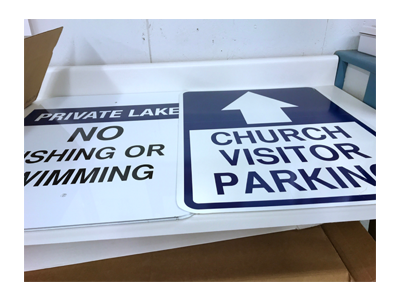 PRIVATE LAKE
NO
ISHING OR
WIMMING
CHURCH
VISITOR
PARKING